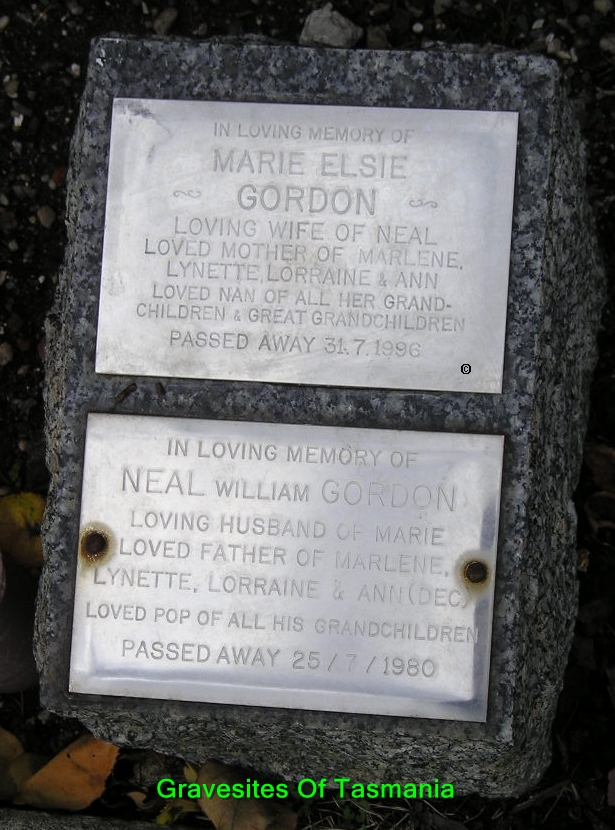 IN LOVING MEMORY OF
MARIE ELSIE
GORDON
LOVING WIFE OF NEAL
LOVED MOTHER OF MARLENE,
LYNETTE, LORRAINE & ANN
LOVED NAN OF ALL HER GRAND-
CHILDREN & GREAT GRANDCHILDREN
PASSED AWAY 31.7.1996
©
IN LOVING MEMORY OF
NEAL WILLIAM GORDON
LOVING HUSBAND OF MARIE
LOVED FATHER OF MARLENE,
LYNETTE, LORRAINE & ANN (DEC)
LOVED POP OF ALL HIS GRANDCHILDREN
PASSED AWAY 25/7/1980
Gravesites Of Tasmania